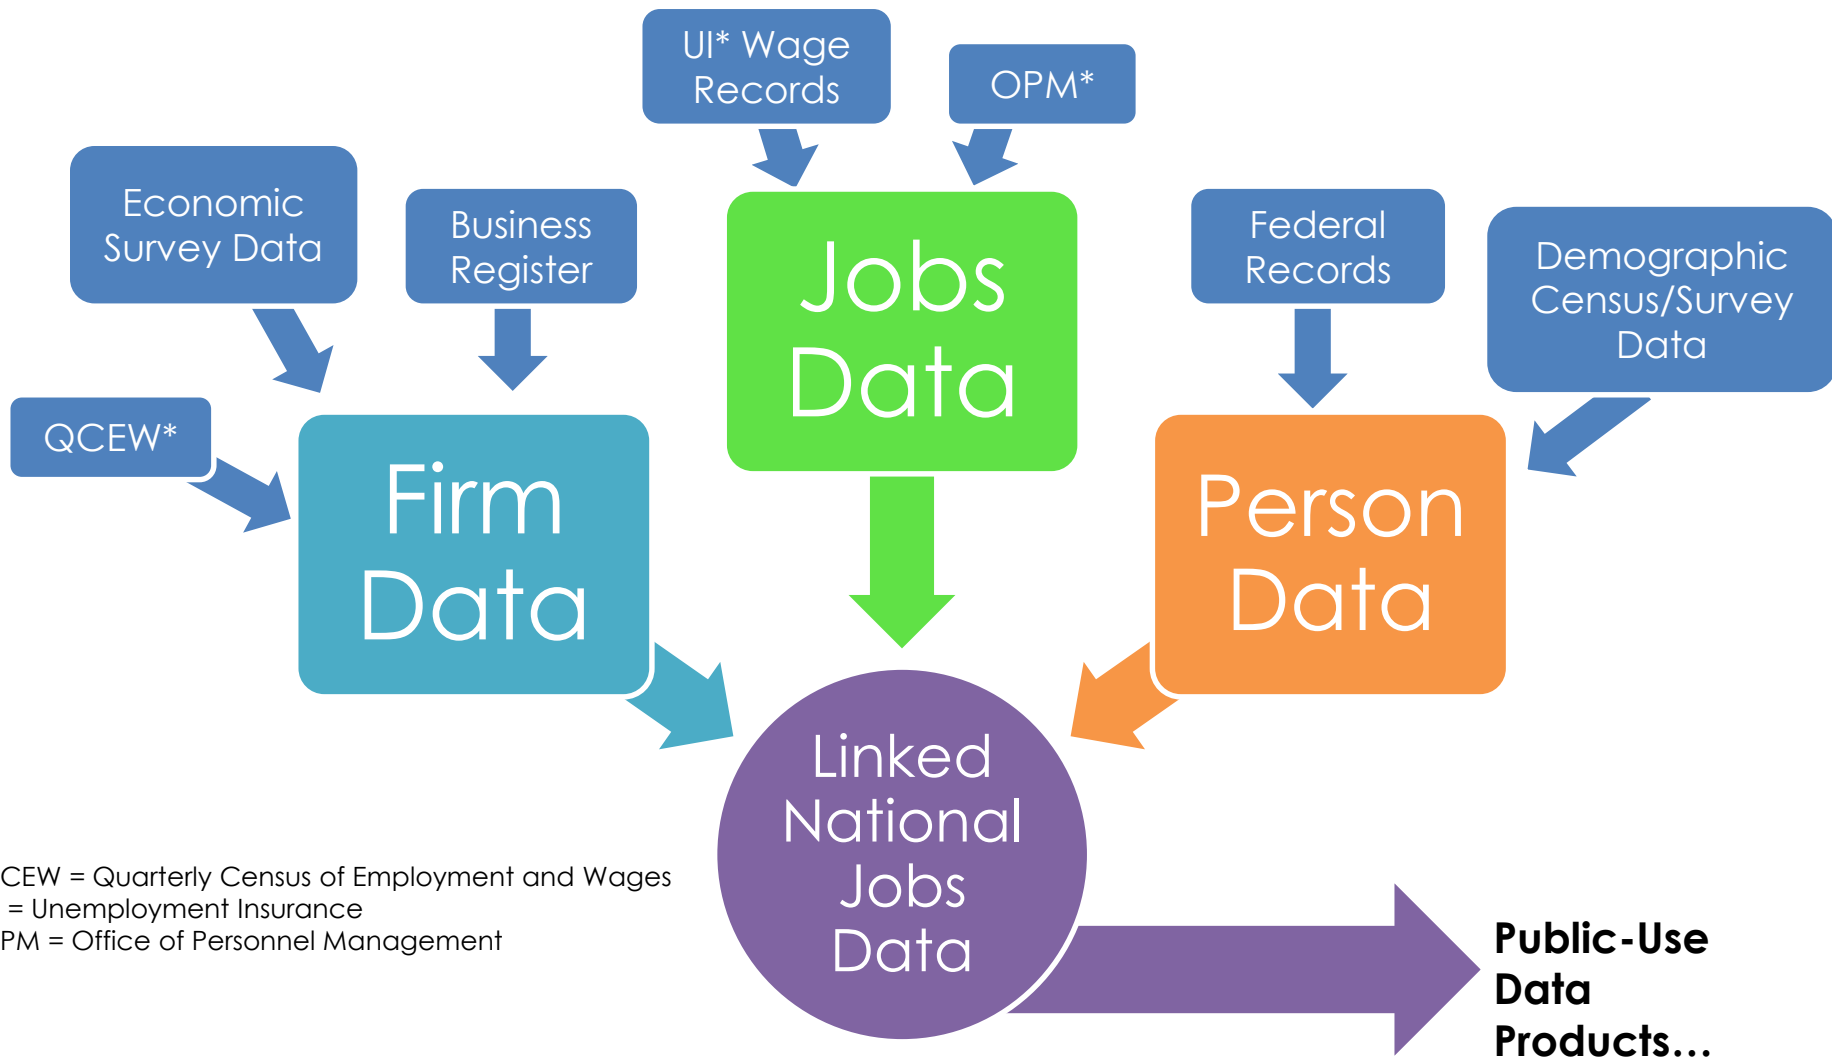 UI* Wage
Records
OPM*
Economic
Survey Data
Business
Register
Jobs
Data
Federal
Records
Demographic
Census/Survey
Data
QCEW*
Firm
Data
Person
Data
Linked
National
Jobs
Data
CEW = Quarterly Census of Employment and Wages
= Unemployment Insurance
PM = Office of Personnel Management
Public-Use
Data
Products...